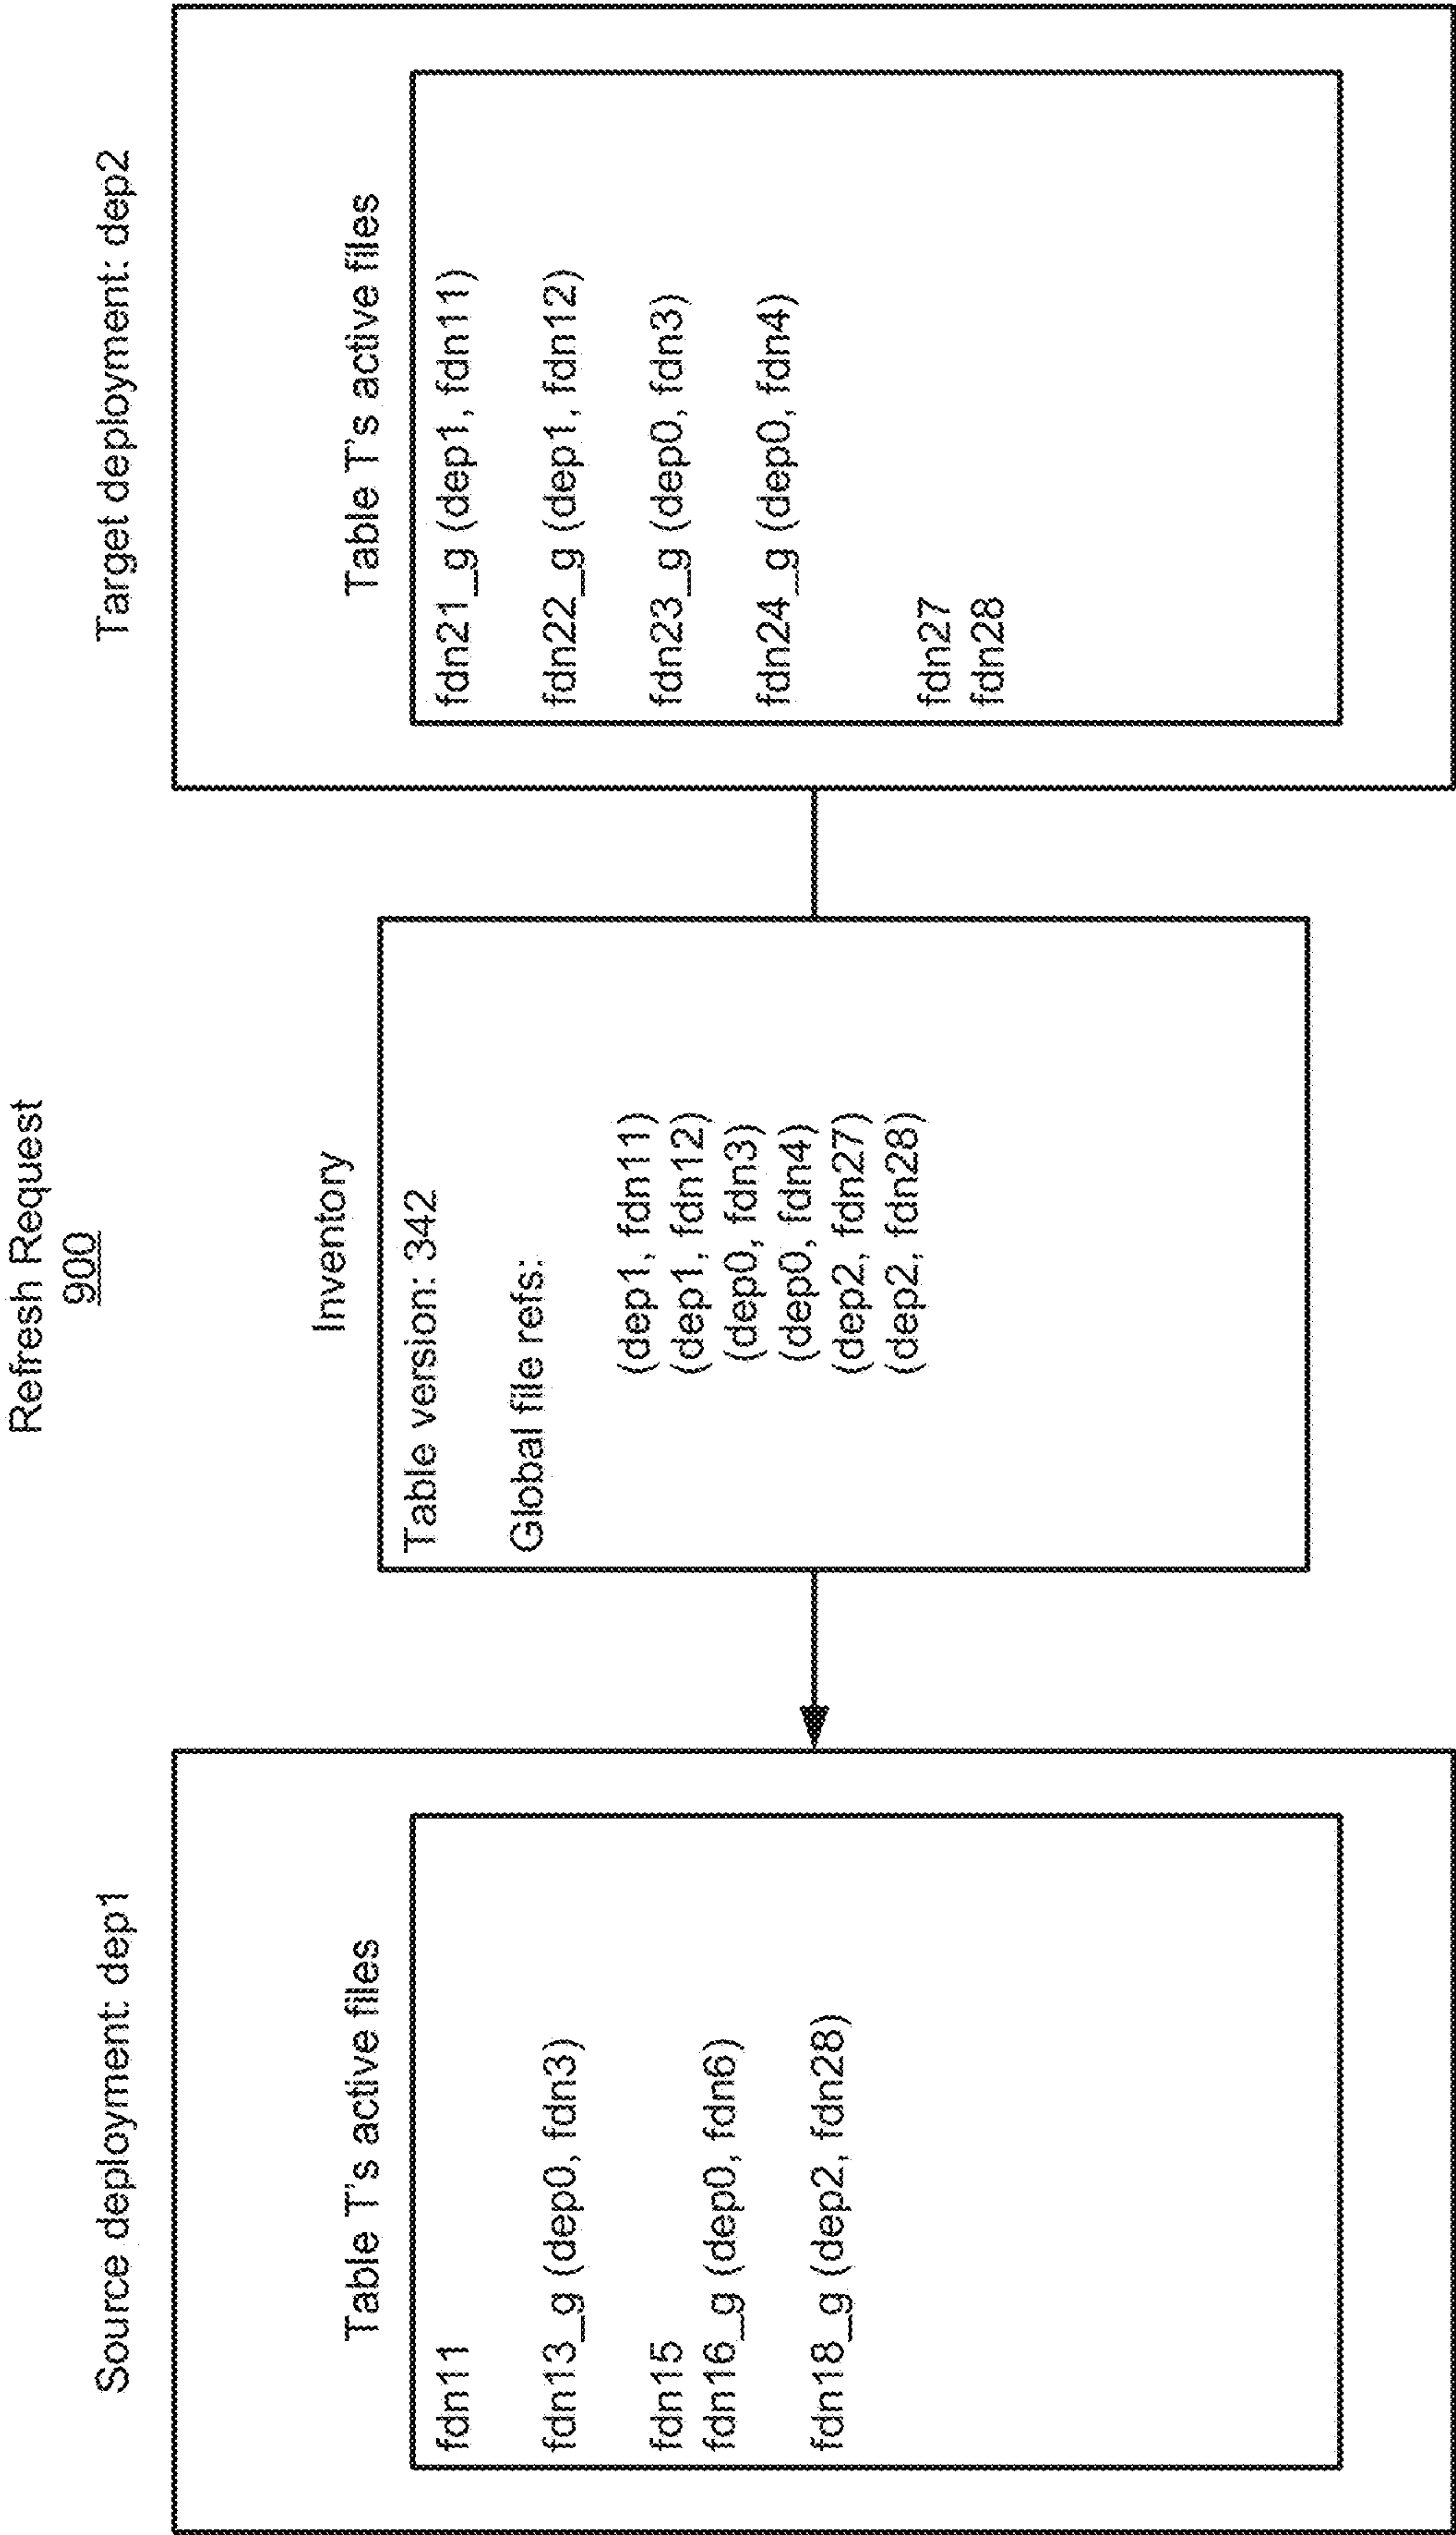 Refresh Request
900
Source deployment: dep1
Table T's active files
fdn11
fdn13_g (dep0, fdn3)
fdn15
fdn16_g (dep0, fdn6)
fdn18_g (dep2, fdn28)
Inventory
Table version: 342
Global file refs:
(dep1, fdn11)
(dep1, fdn12)
(dep0, fdn3)
(dep0, fdn4)
(dep2, fdn27)
(dep2, fdn28)
Target deployment: dep2
Table T's active files
fdn21_g (dep1, fdn11)
fdn22_g (dep1, fdn12)
fdn23_g (dep0, fdn3)
fdn24_g (dep0, fdn4)
fdn27
fdn28